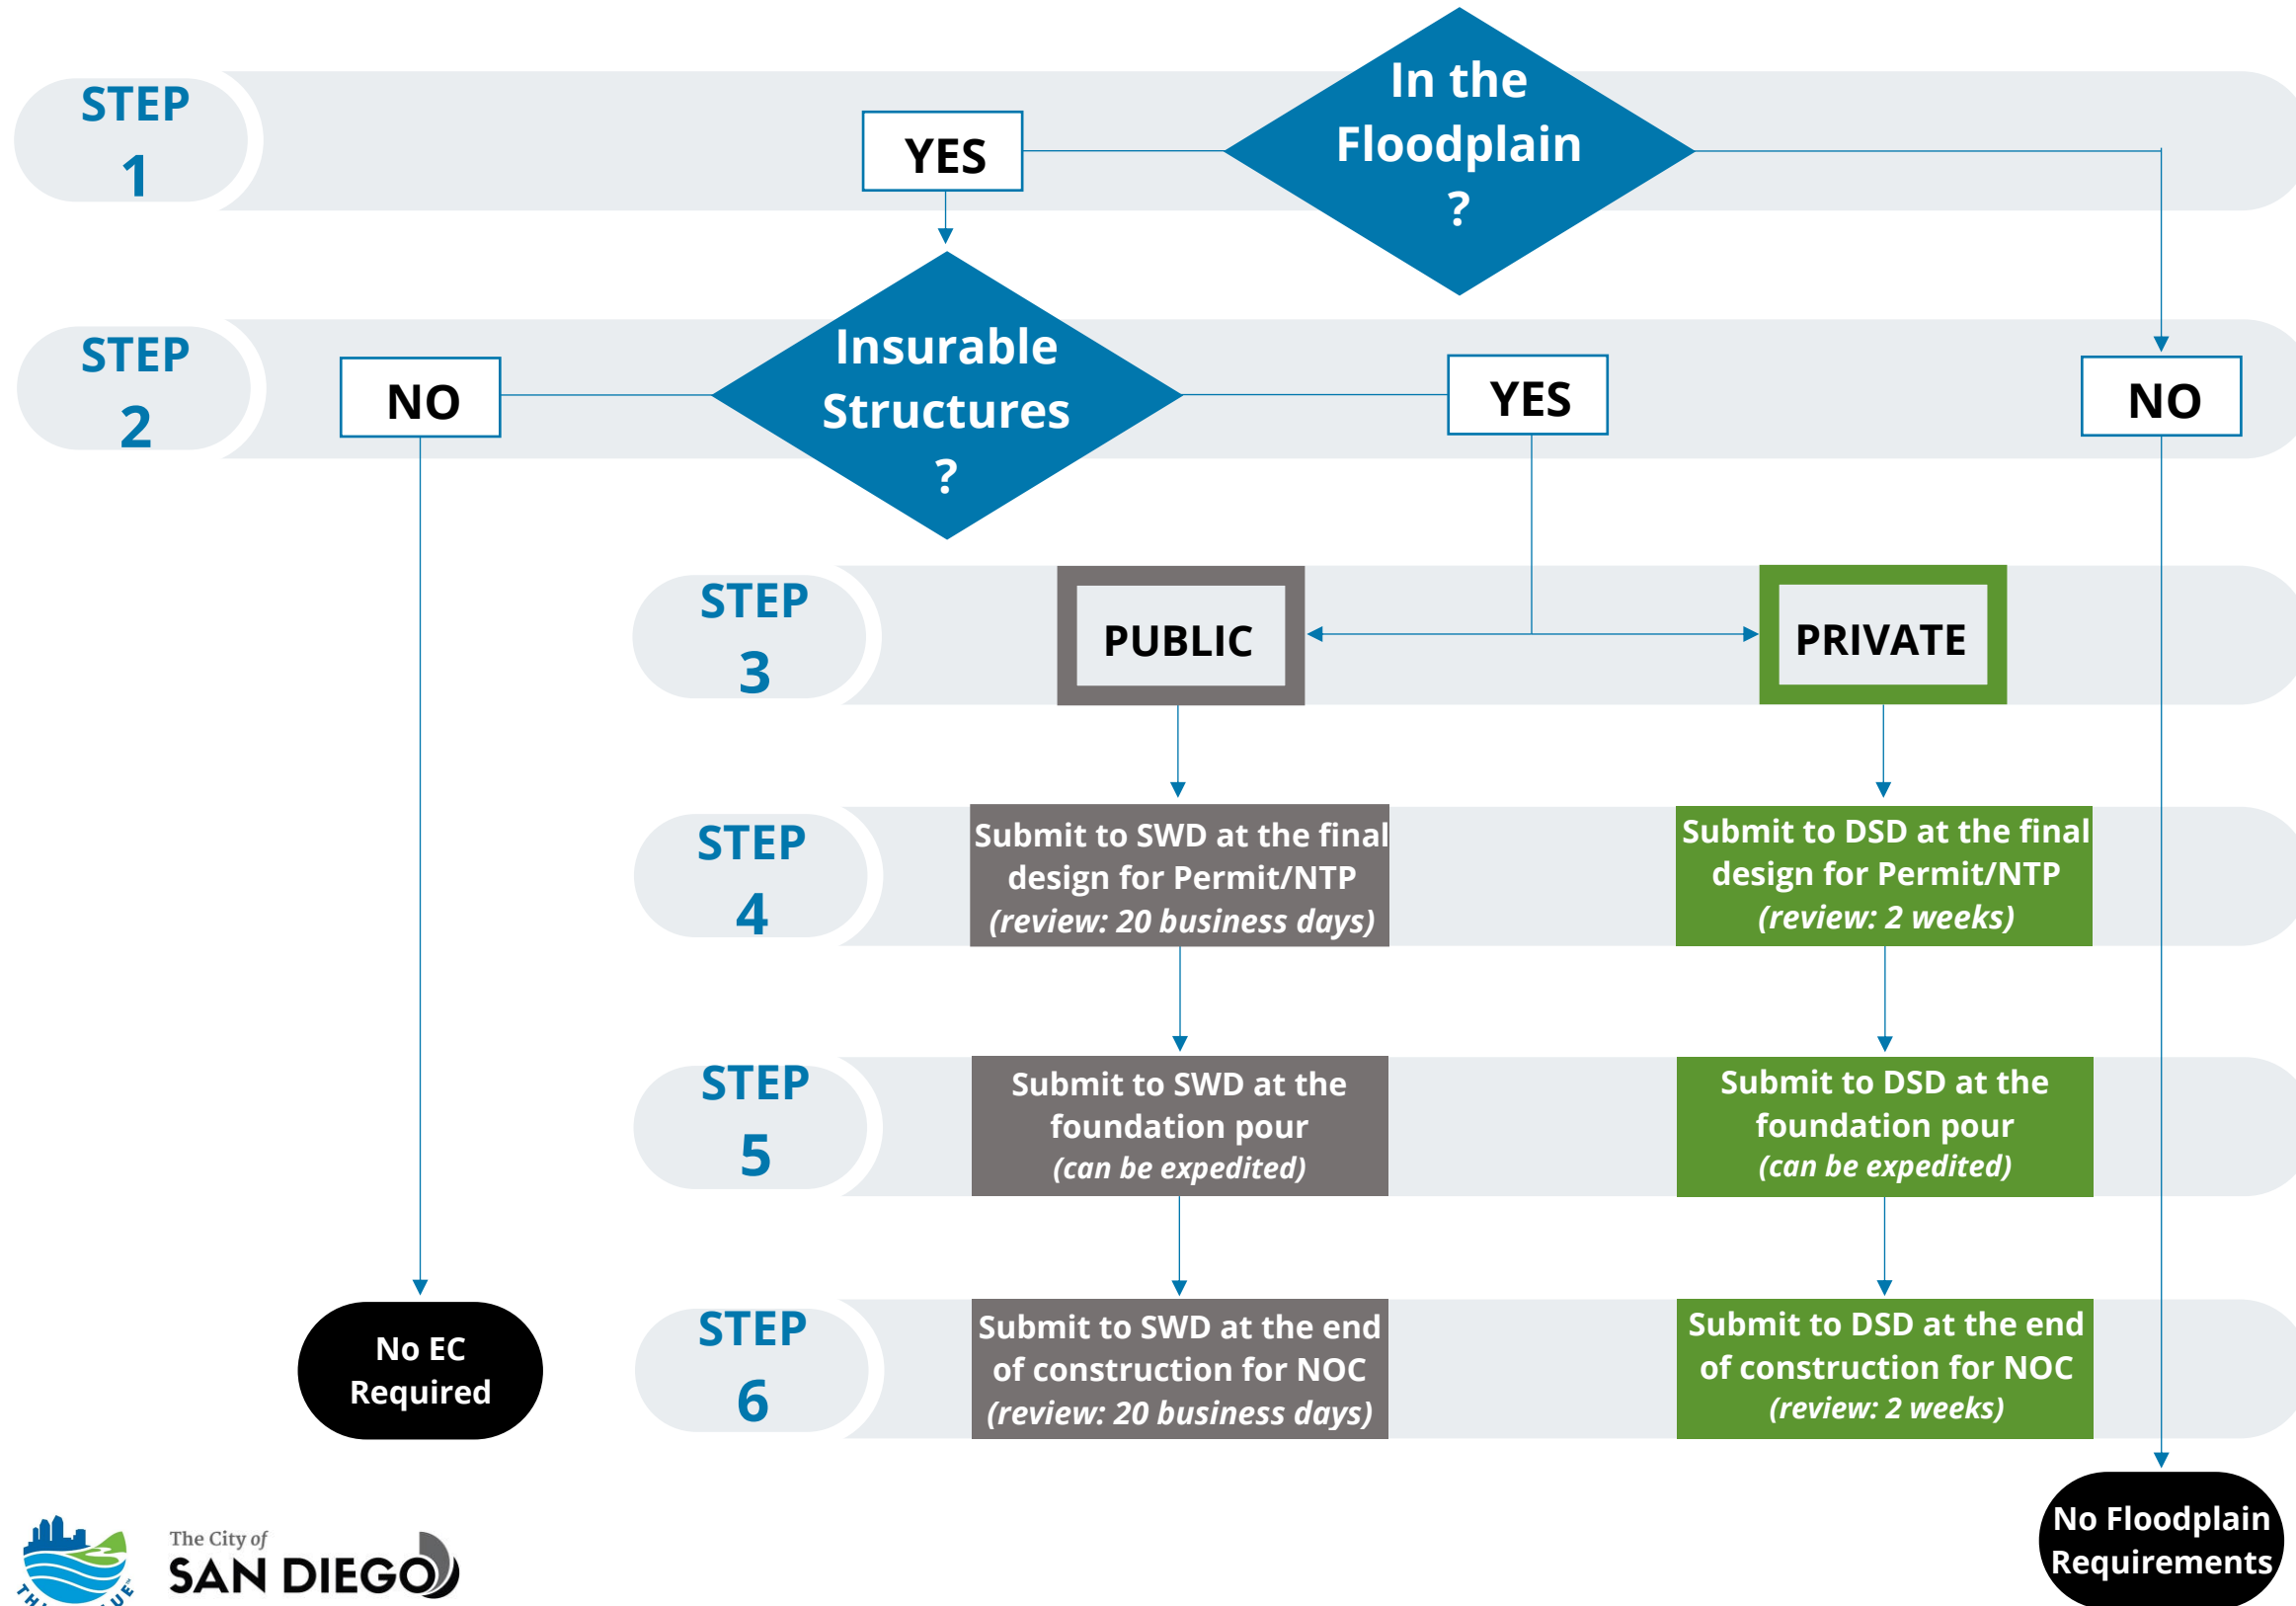 STEP
1
YES
In the
Floodplain
?
STEP
2
NO
Insurable
Structures
?
YES
NO
STEP
3
PUBLIC
PRIVATE
STEP
4
Submit to SWD at the final
design for Permit/NTP
(review: 20 business days)
Submit to DSD at the final
design for Permit/NTP
(review: 2 weeks)
STEP
5
Submit to SWD at the
foundation pour
(can be expedited)
Submit to DSD at the
foundation pour
(can be expedited)
No EC
Required
STEP
6
Submit to SWD at the end
of construction for NOC
(review: 20 business days)
Submit to DSD at the end
of construction for NOC
(review: 2 weeks)
No Floodplain
Requirements
The City of
SAN DIEGO